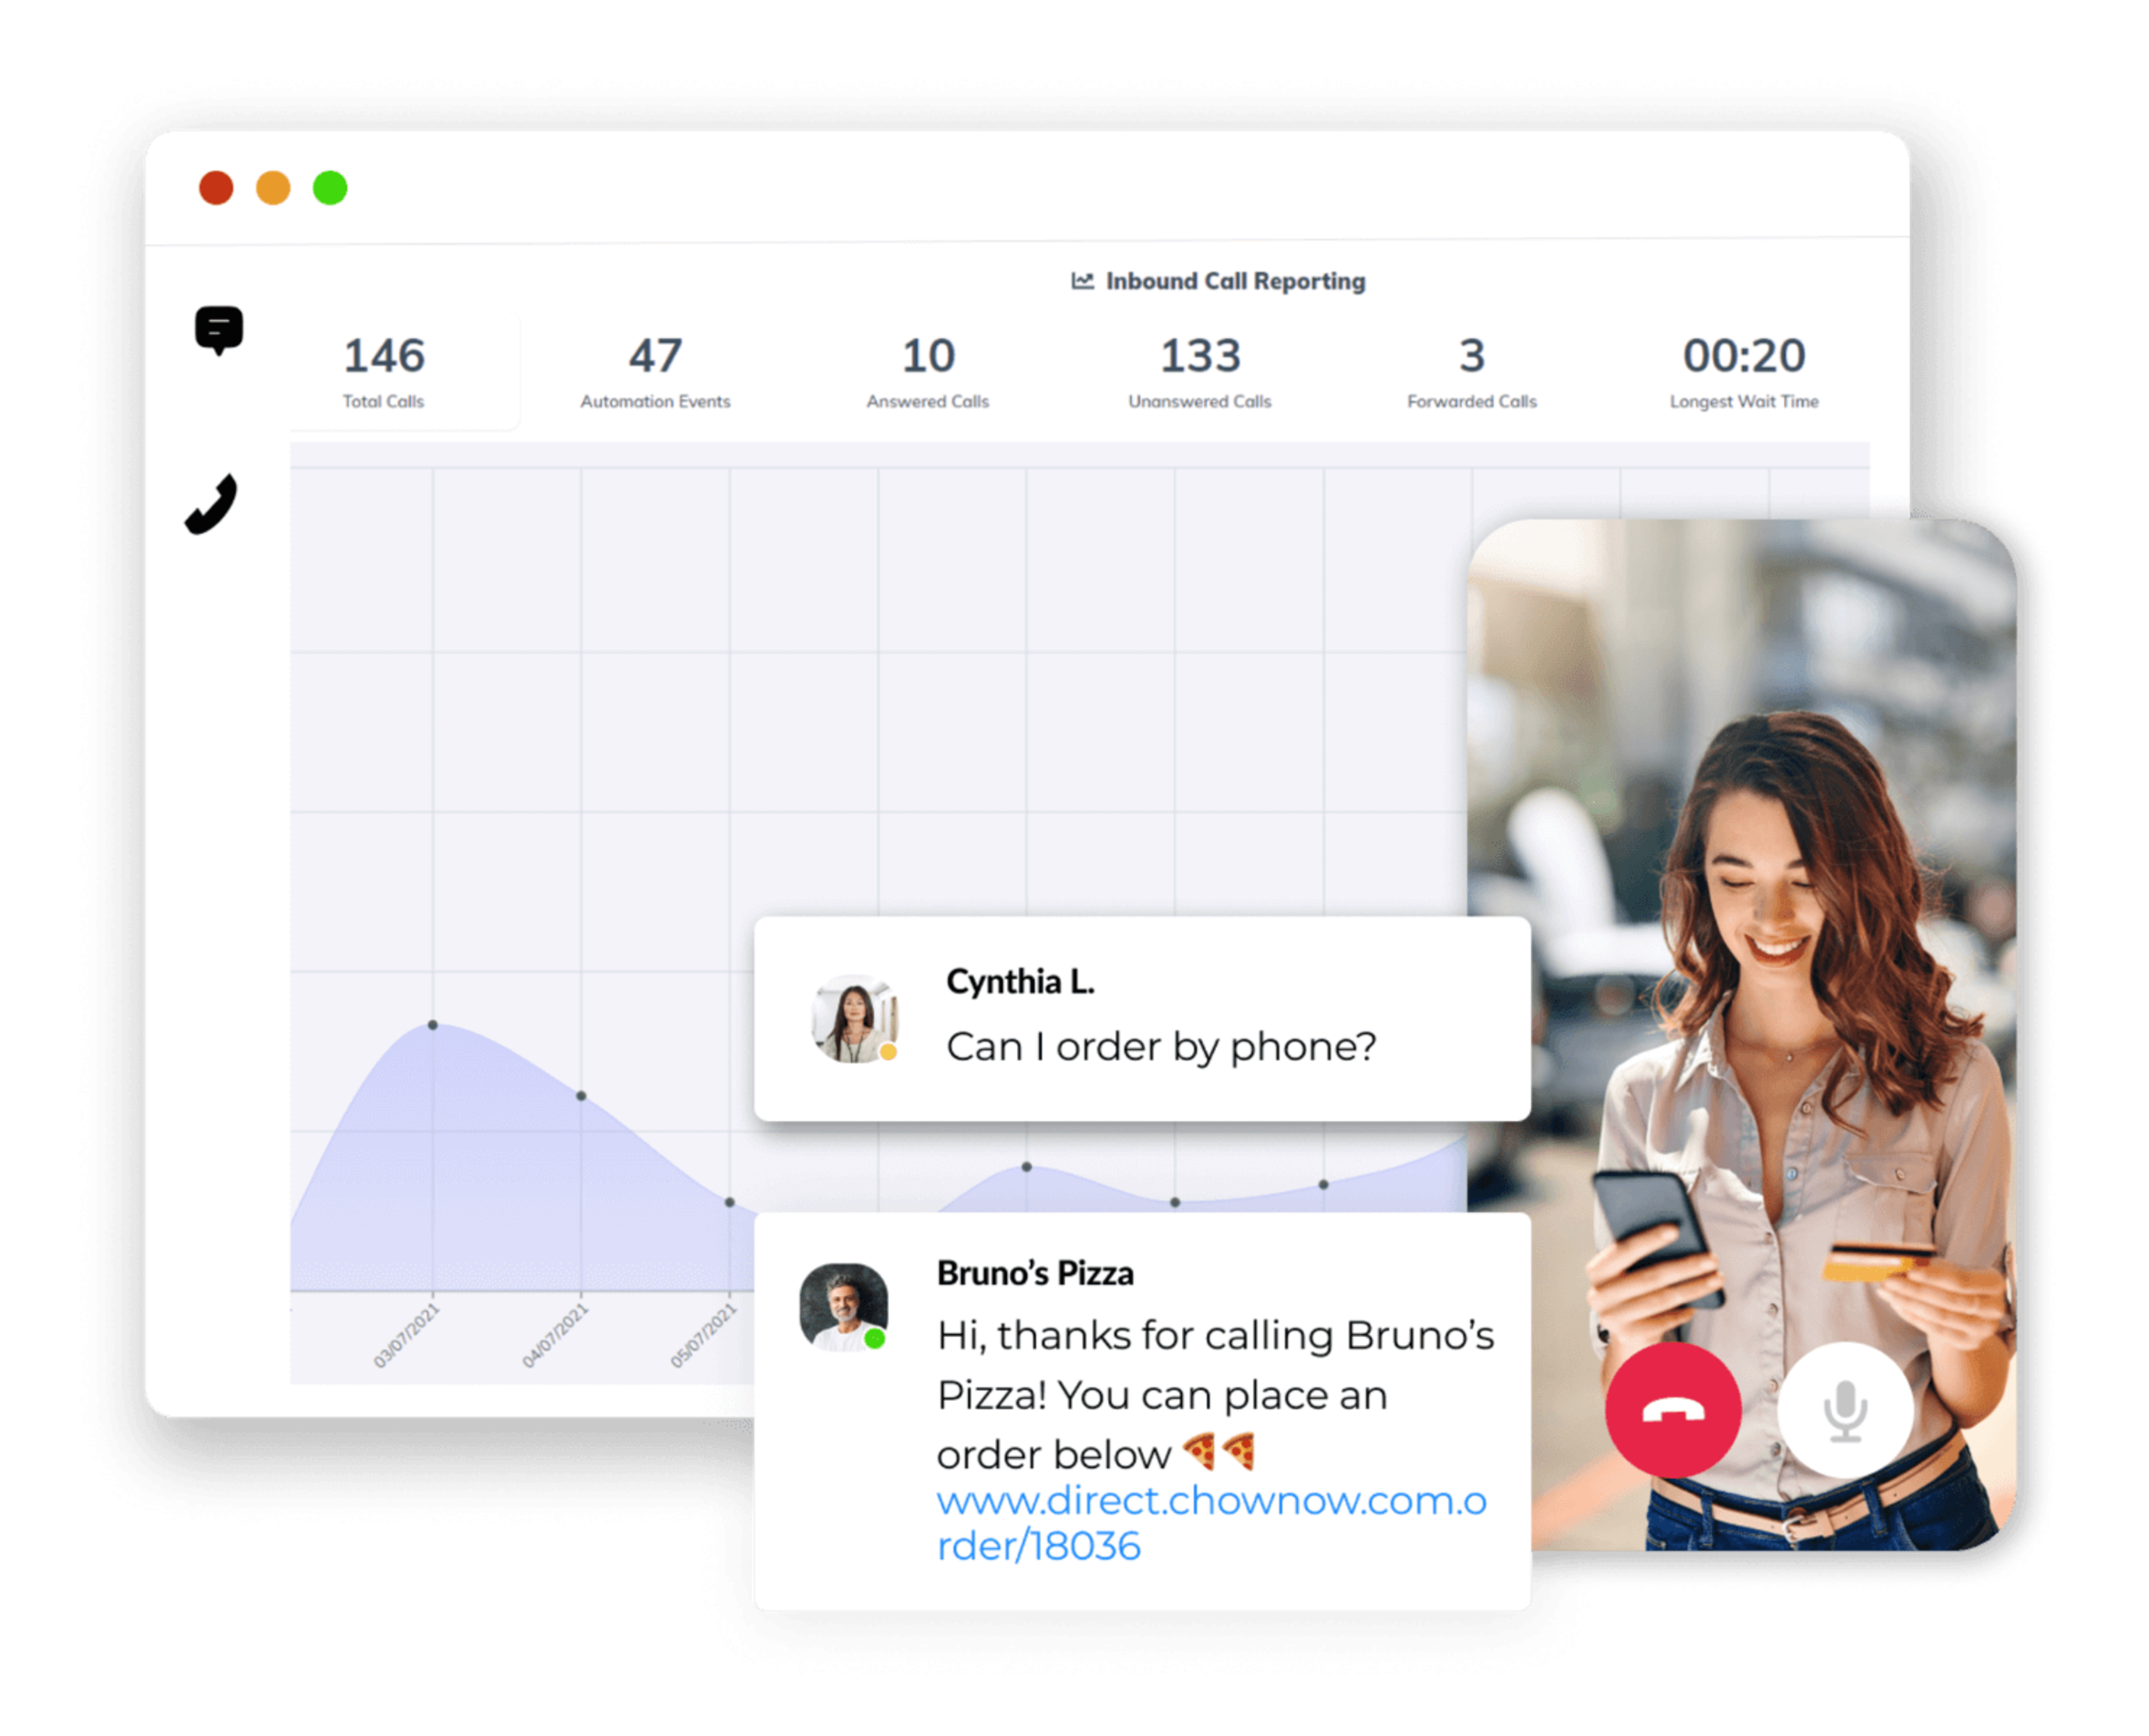 Inbound Call Reporting
146
Total Calls
47
Automation Events
10
Answered Calls
133
Unanswered Calls
3
Forwarded Calls
00:20
Longest Wait Time
03/07/2021
04/07/2021
05/07/2021
Cynthia L.
Can I order by phone?
Bruno’s Pizza
Hi, thanks for calling Bruno’s
Pizza! You can place an
order below 🍕🍕
www.direct.chownow.com.o
rder/18036